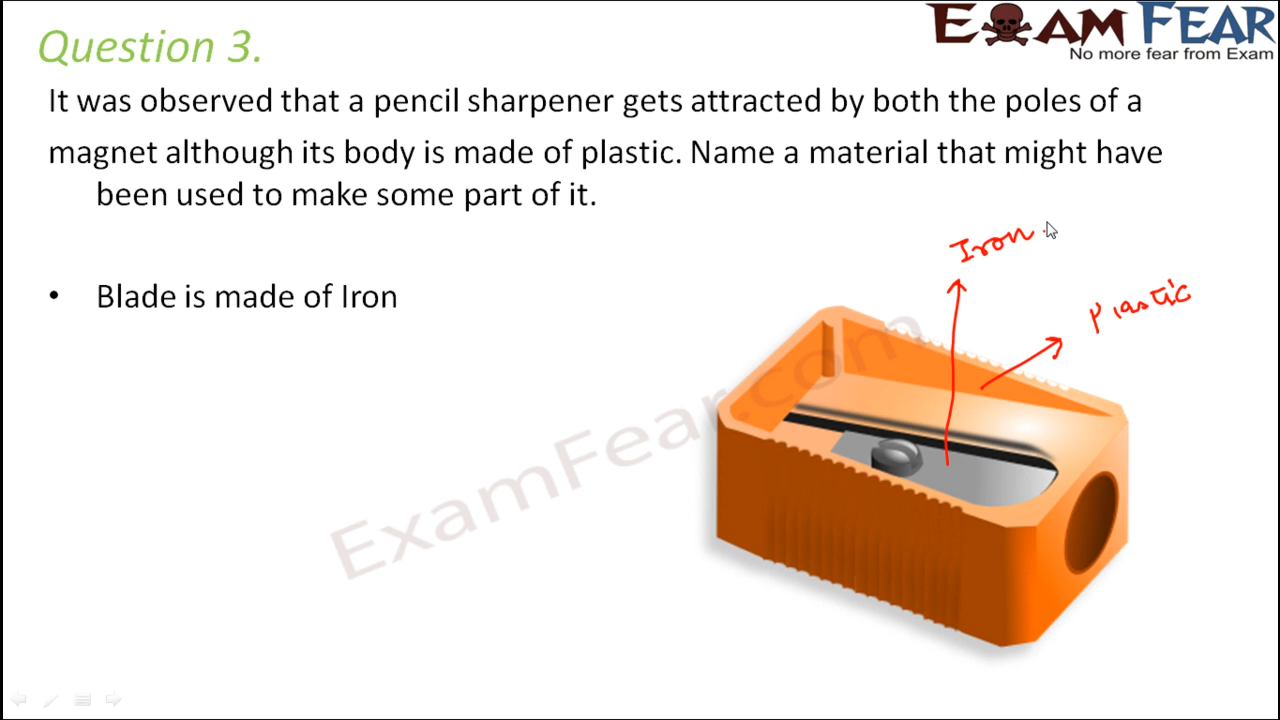 EXAM FEAR
No more fear from Exam
Question 3.
It was observed that a pencil sharpener gets attracted by both the poles of a
magnet although its body is made of plastic. Name a material that might have
been used to make some part of it.
Iron
• Blade is made of Iron
Plastic
ExamFear.com